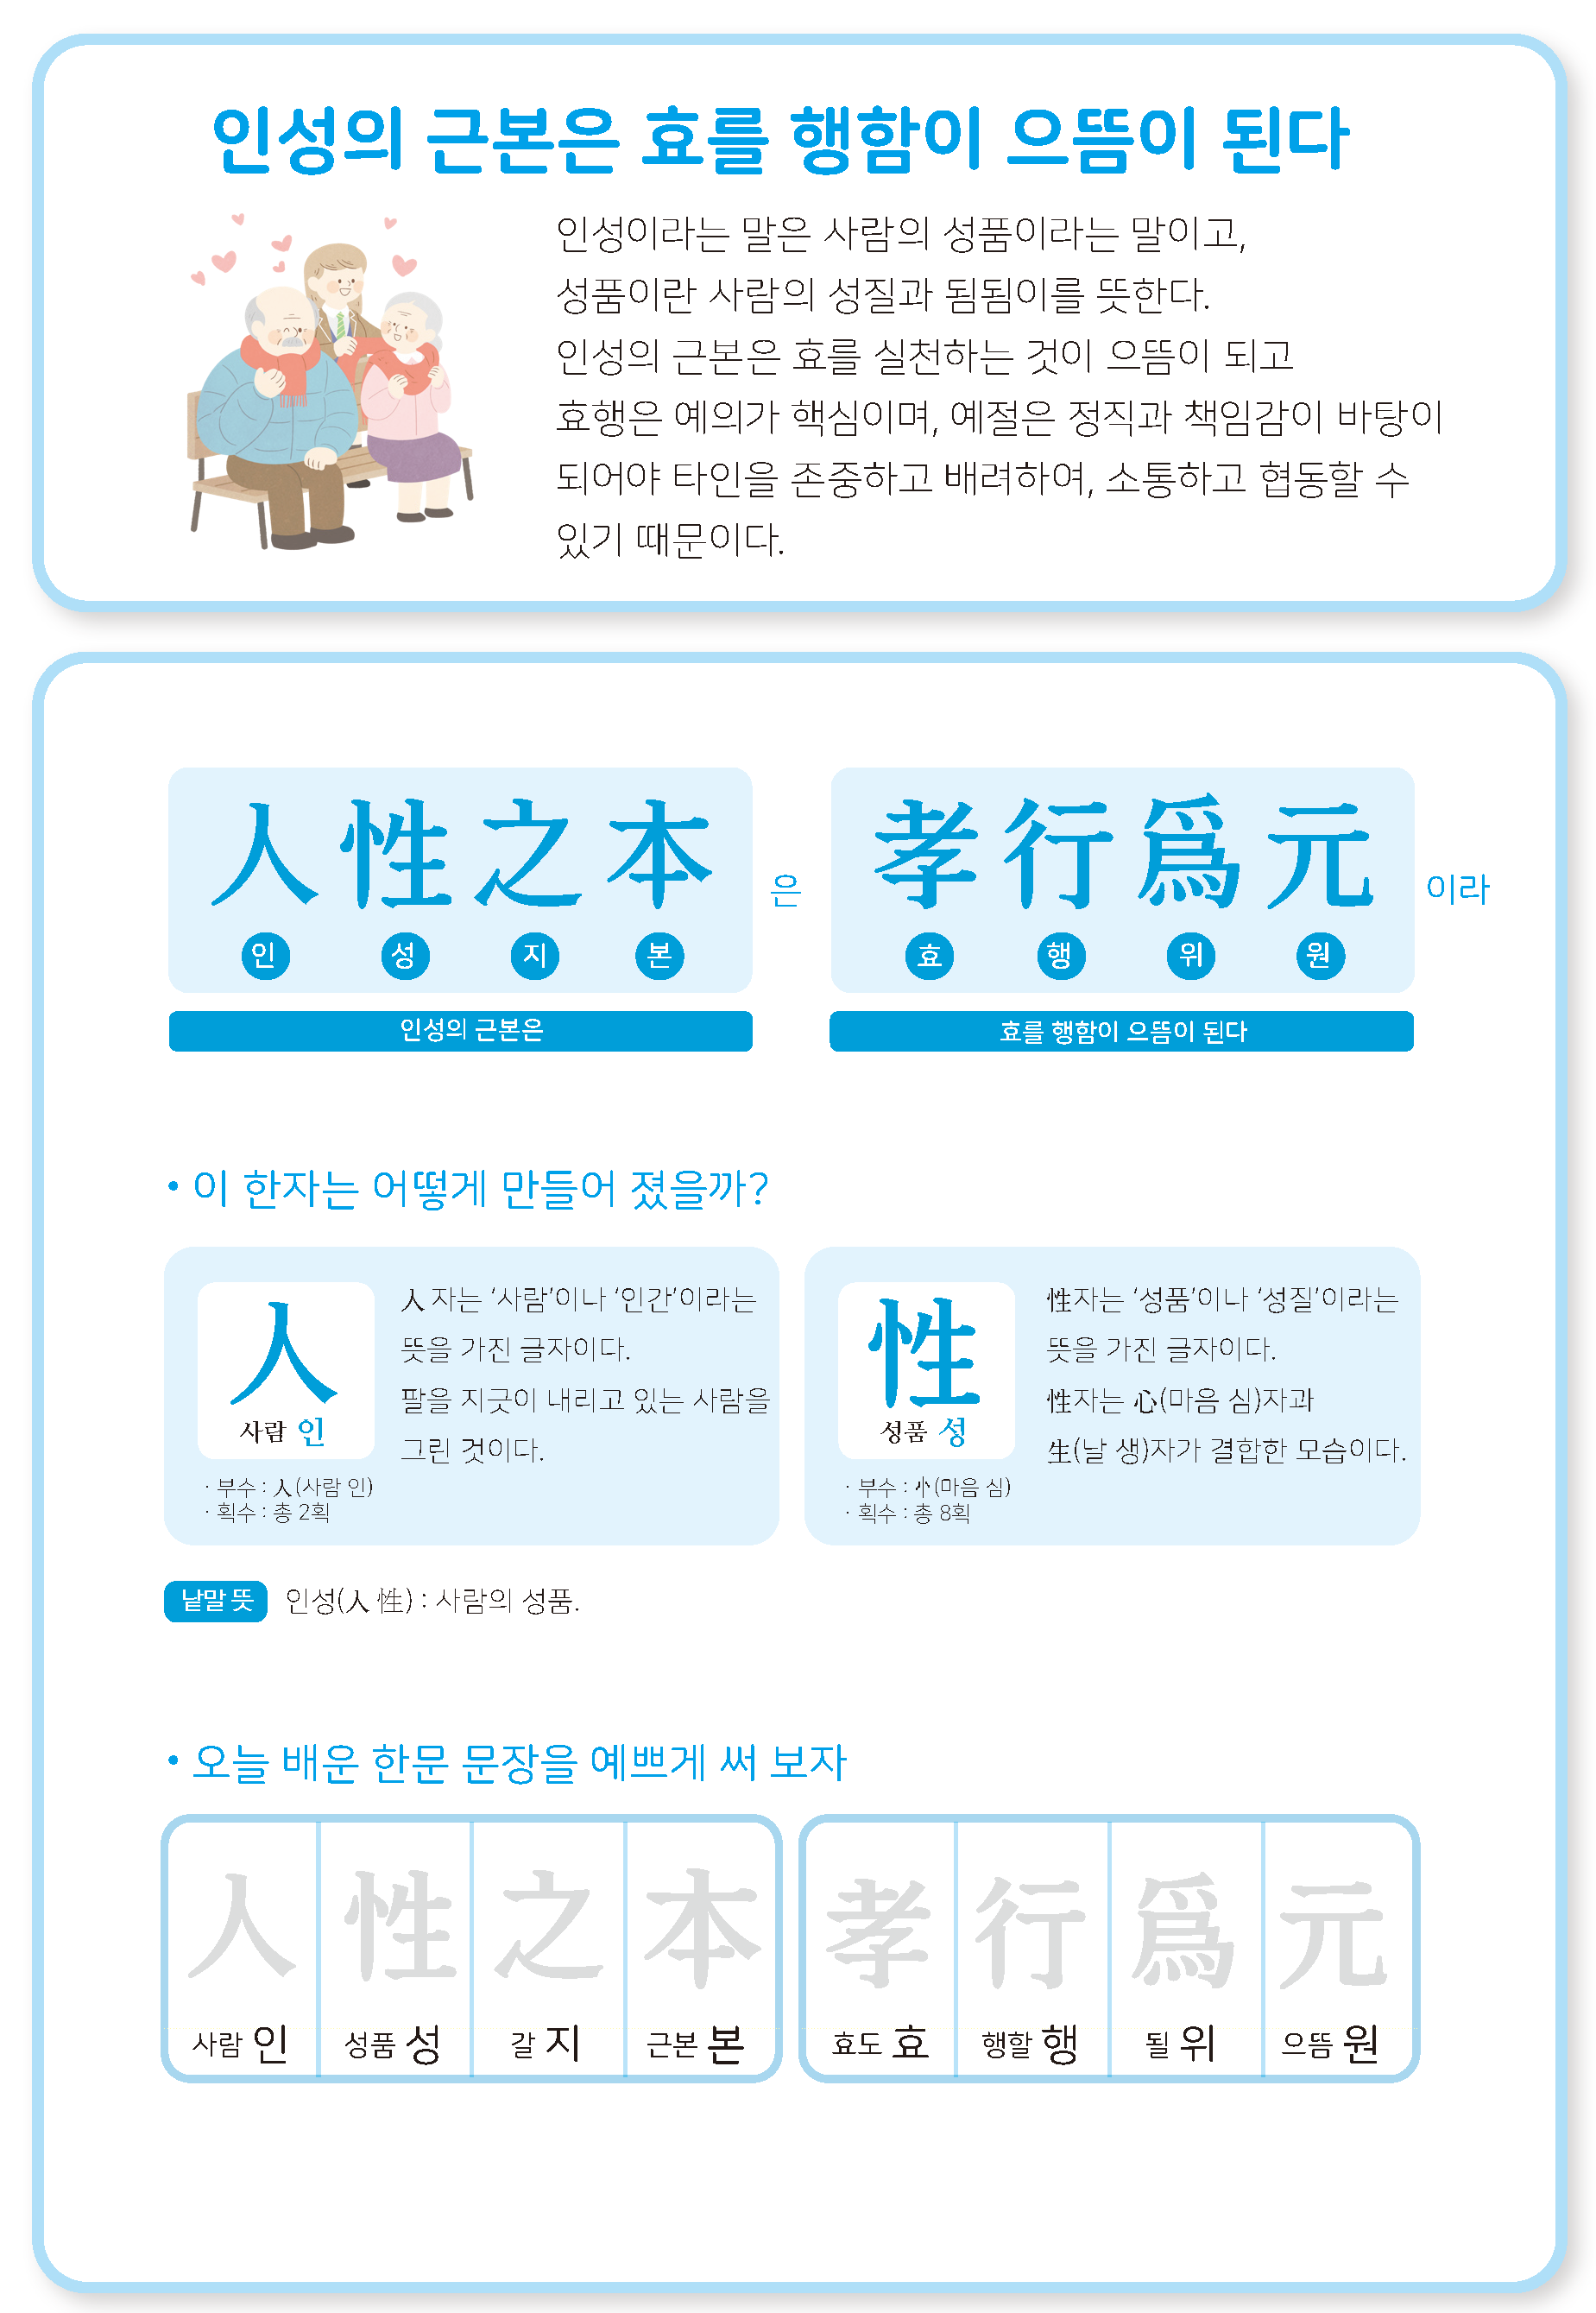 인성의 근본은 효를 행함이 으뜸이 된다
인성이라는 말은 사람의 성품이라는 말이고,
성품이란 사람의 성질과 됨됨이를 뜻한다.
인성의 근본은 효를 실천하는 것이 으뜸이 되고
효행은 예의가 핵심이며, 예절은 정직과 책임감이 바탕이
되어야 타인을 존중하고 배려하여, 소통하고 협동할 수
있기 때문이다.
人性之本은 孝行爲元이라
인 성 지 본 효 행 위 원
인성의 근본은
효를 행함이 으뜸이 된다
• 이 한자는 어떻게 만들어 졌을까?
人
사람 인
· 부수 : 人(사람 인)
· 획수 : 총 2획
人자는 ‘사람’이나 ‘인간’이라는
뜻을 가진 글자이다.
팔을 지긋이 내리고 있는 사람을
그린 것이다.
性
성품 성
· 부수 : 忄(마음 심)
· 획수 : 총 8획
性자는 ‘성품’이나 ‘성질’이라는
뜻을 가진 글자이다.
性자는 心(마음 심)자과
生(날 생)자가 결합한 모습이다.
낱말 뜻 인성(人性) : 사람의 성품.
• 오늘 배운 한문 문장을 예쁘게 써 보자
人 性 之 本 孝 行 爲 元
사람 인 성품 성 갈 지 근본 본 효도 효 행할 행 될 위 으뜸 원